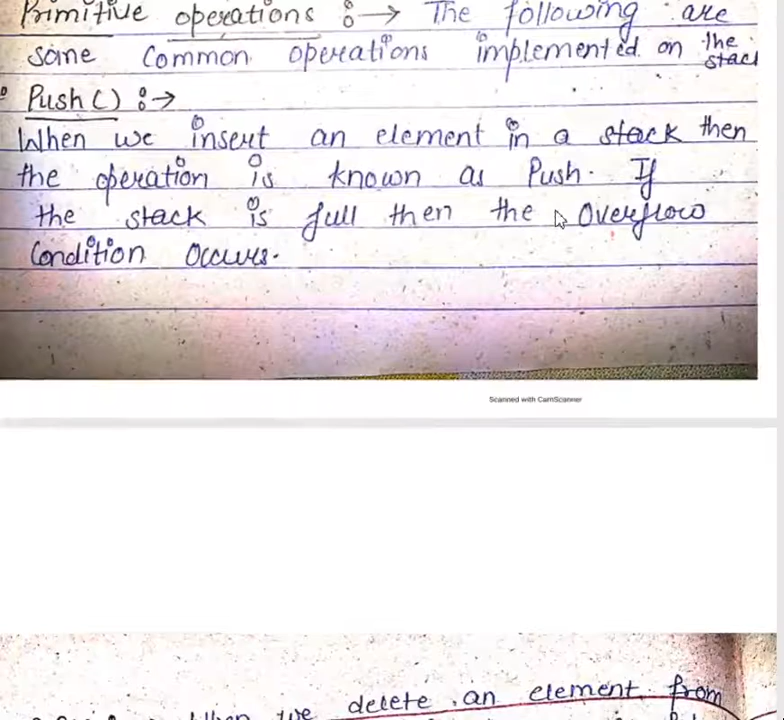 Primitive operations :→ The following are
some Common operations implemented on the
stack
Push() :→
When we insert an element in a stack then
the operation is known as Push. If
the stack is full then the Overflow
Condition Occurs.
Scanned with CamScanner
When we delete an element from